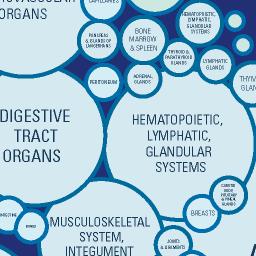 OVASCULAR
ORGANS
CAPILLARIES
PANCREAS
& ISLANDS OF
LANGERHANS
BONE
MARROW
& SPLEEN
HEMATOPOIETIC,
LYMPHATIC,
GLANDULAR
SYSTEMS
THYROID &
PARATHYROID
GLANDS
LYMPHATIC
GLANDS
PERITONEUM
ADRENAL
GLANDS
THYM
GLAN
DIGESTIVE
TRACT
ORGANS
HEMATOPOIETIC,
LYMPHATIC,
GLANDULAR
SYSTEMS
CAROTID
BODY
PITUITARY
& PINEAL
GLANDS
BREASTS
MUSCULOSKELETAL
SYSTEM,
INTEGUMENT
JOINTS
& LIGAMENTS